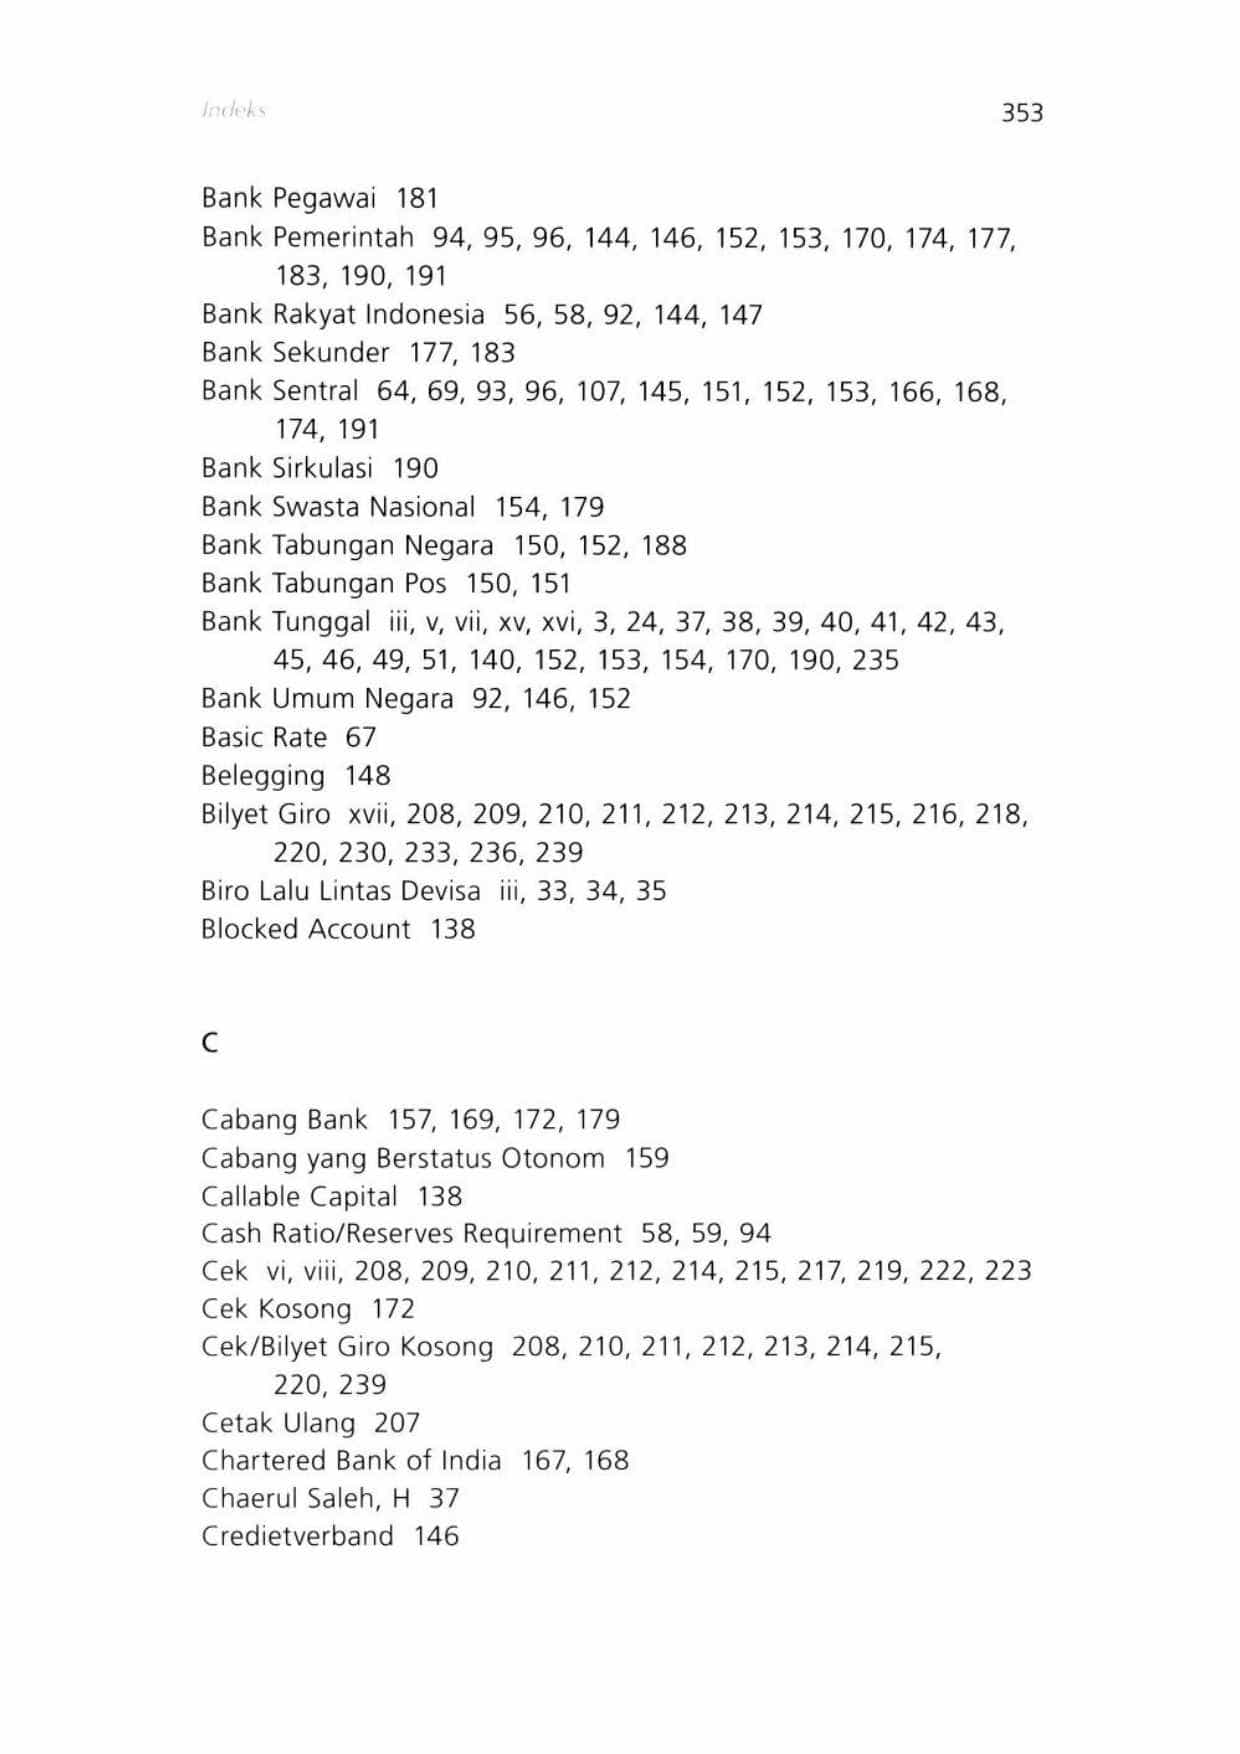 Indeks 353
Bank Pegawai 181
Bank Pemerintah 94, 95, 96, 144, 146, 152, 153, 170, 174, 177,
183, 190, 191
Bank Rakyat Indonesia 56, 58, 92, 144, 147
Bank Sekunder 177, 183
Bank Sentral 64, 69, 93, 96, 107, 145, 151, 152, 153, 166, 168,
174, 191
Bank Sirkulasi 190
Bank Swasta Nasional 154, 179
Bank Tabungan Negara 150, 152, 188
Bank Tabungan Pos 150, 151
Bank Tunggal iii, v, vii, xv, xvi, 3, 24, 37, 38, 39, 40, 41, 42, 43,
45, 46, 49, 51, 140, 152, 153, 154, 170, 190, 235
Bank Umum Negara 92, 146, 152
Basic Rate 67
Belegging 148
Bilyet Giro xvii, 208, 209, 210, 211, 212, 213, 214, 215, 216, 218,
220, 230, 233, 236, 239
Biro Lalu Lintas Devisa iii, 33, 34, 35
Blocked Account 138
C
Cabang Bank 157, 169, 172, 179
Cabang yang Berstatus Otonom 159
Callable Capital 138
Cash Ratio/Reserves Requirement 58, 59, 94
Cek vi, viii, 208, 209, 210, 211, 212, 214, 215, 217, 219, 222, 223
Cek Kosong 172
Cek/Bilyet Giro Kosong 208, 210, 211, 212, 213, 214, 215,
220, 239
Cetak Ulang 207
Chartered Bank of India 167, 168
Chaerul Saleh, H 37
Credietverband 146